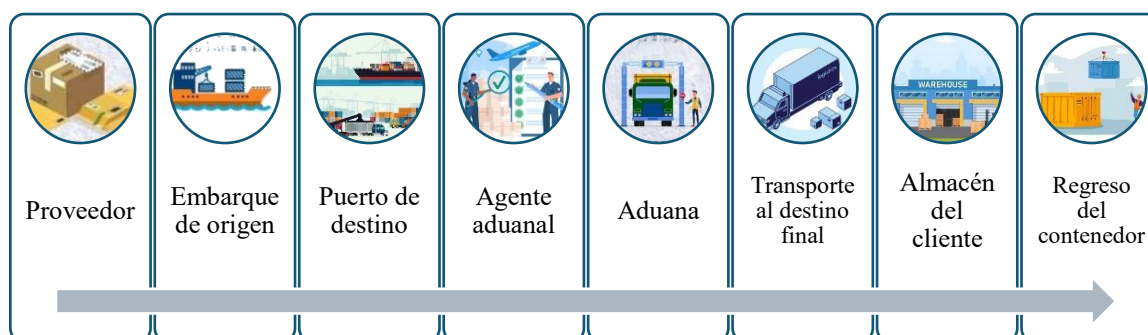 Proveedor
Embarque
de origen
Puerto de
destino
Agente
aduanal
Aduana
logistics
Transporte
al destino
final
WAREHOUSE
Almacén
del
cliente
Regreso
del
contenedor